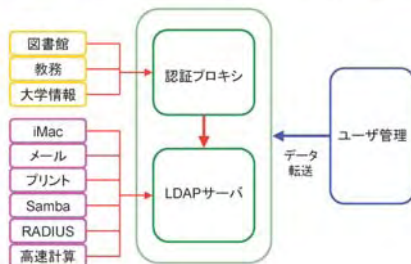 図書館
教務
大学情報
iMac
メール
プリント
Samba
RADIUS
高速計算
認証プロキシ
LDAPサーバ
データ
転送
ユーザ管理